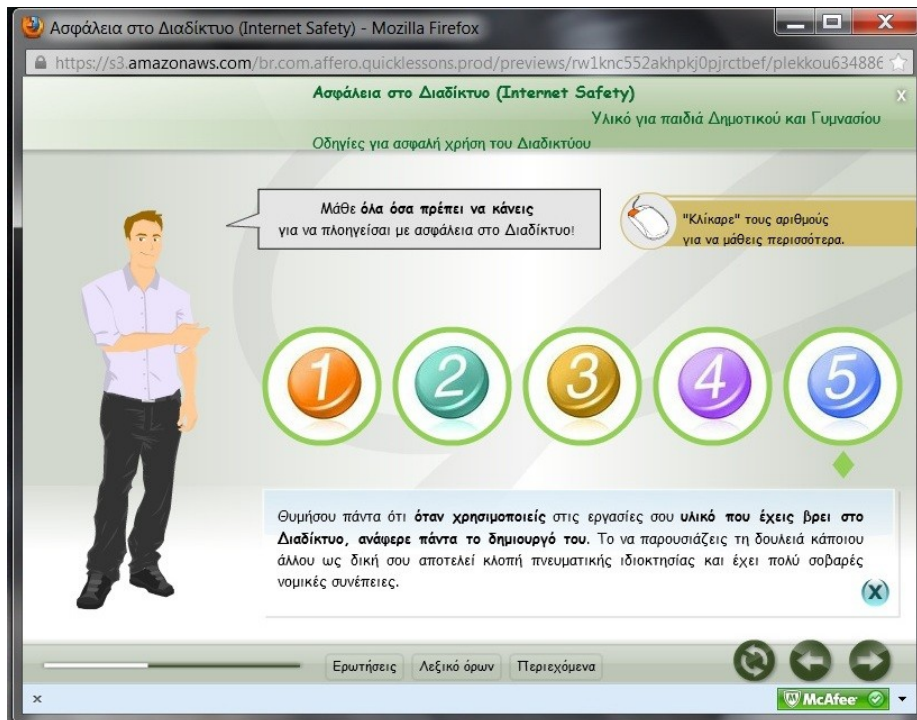 Ασφάλεια στο Διαδίκτυο (Internet Safety) - Mozilla Firefox
https://s3.amazonaws.com/br.com.affero.quicklessons.prod/previews/rw1knc552akhpkj0pjrctbef/plekkou634886
Ασφάλεια στο Διαδίκτυο (Internet Safety)
x
Υλικό για παιδιά Δημοτικού και Γυμνασίου
Οδηγίες για ασφαλή χρήση του Διαδικτύου
Μάθε όλα όσα πρέπει να κάνεις
για να πλοηγείσαι με ασφάλεια στο Διαδίκτυο!
"Κλίκαρε" τους αριθμούς
για να μάθεις περισσότερα.
1 2 3 4 5
Θυμήσου πάντα ότι όταν χρησιμοποιείς στις εργασίες σου υλικό που έχεις βρει στο
Διαδίκτυο, ανάφερε πάντα το δημιουργό του. Το να παρουσιάζεις τη δουλειά κάποιου
άλλου ως δική σου αποτελεί κλοπή πνευματικής ιδιοκτησίας και έχει πολύ σοβαρές
νομικές συνέπειες.
X
Ερωτήσεις Λεξικό όρων Περιεχόμενα
x
McAfee